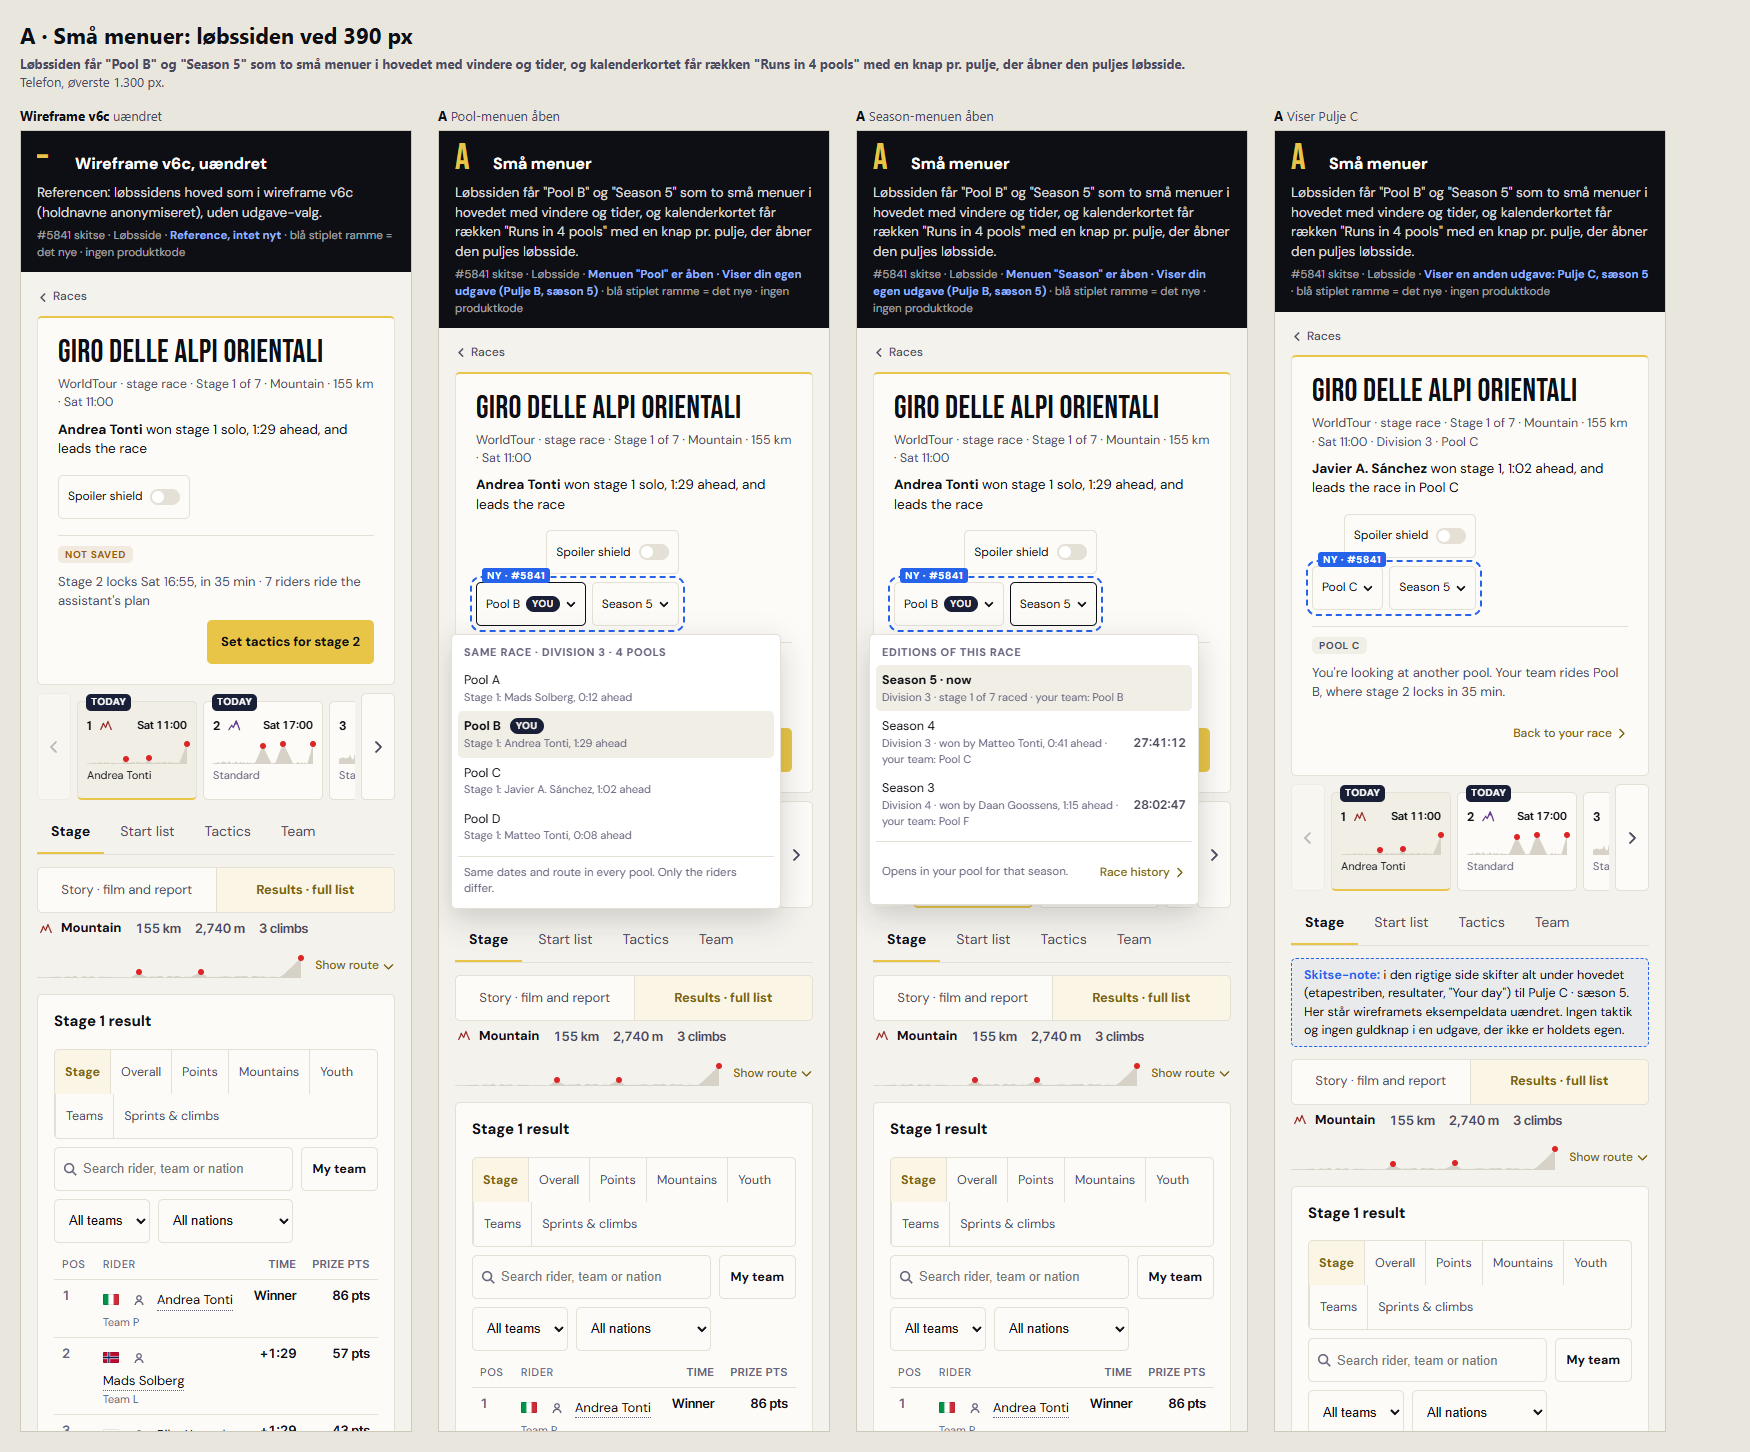 A · Små menuer: løbssiden ved 390 px
Løbssiden får "Pool B" og "Season 5" som to små menuer i hovedet med vindere og tider, og kalenderkortet får rækken "Runs in 4 pools" med en knap pr. pulje, der åbner den puljes løbsside.
Telefon, øverste 1.300 px.
Wireframe v6c uændret
– Wireframe v6c, uændret
Referencen: løbssidens hoved som i wireframe v6c
(holdnavne anonymiseret), uden udgave-valg.
#5841 skitse · Løbsside · Reference, intet nyt · blå stiplet ramme =
det nye · ingen produktkode
Races
GIRO DELLE ALPI ORIENTALI
WorldTour · stage race · Stage 1 of 7 · Mountain · 155 km
· Sat 11:00
Andrea Tonti won stage 1 solo, 1:29 ahead, and
leads the race
Spoiler shield
NOT SAVED
Stage 2 locks Sat 16:55, in 35 min · 7 riders ride the
assistant's plan
Set tactics for stage 2
TODAY TODAY
1 Sat 11:00 2 Sat 17:00 3
Andrea Tonti Standard Sta
Stage Start list Tactics Team
Story · film and report Results · full list
Mountain 155 km 2,740 m 3 climbs
Show route
Stage 1 result
Stage Overall Points Mountains Youth
Teams Sprints & climbs
Search rider, team or nation My team
All teams All nations
POS RIDER TIME PRIZE PTS
1 Andrea Tonti Winner 86 pts
Team P
2 +1:29 57 pts
Mads Solberg
Team L
3 +1:29 43 pts
A Pool-menuen åben
A Små menuer
Løbssiden får "Pool B" og "Season 5" som to små menuer i
hovedet med vindere og tider, og kalenderkortet får
rækken "Runs in 4 pools" med en knap pr. pulje, der åbner
den puljes løbsside.
#5841 skitse · Løbsside · Menuen "Pool" er åben · Viser din egen
udgave (Pulje B, sæson 5) · blå stiplet ramme = det nye · ingen
produktkode
Races
GIRO DELLE ALPI ORIENTALI
WorldTour · stage race · Stage 1 of 7 · Mountain · 155 km
· Sat 11:00
Andrea Tonti won stage 1 solo, 1:29 ahead, and
leads the race
Spoiler shield
NY · #5841
Pool B YOU Season 5
SAME RACE · DIVISION 3 · 4 POOLS
Pool A
Stage 1: Mads Solberg, 0:12 ahead
Pool B YOU
Stage 1: Andrea Tonti, 1:29 ahead
Pool C
Stage 1: Javier A. Sánchez, 1:02 ahead
Pool D
Stage 1: Matteo Tonti, 0:08 ahead
Same dates and route in every pool. Only the riders
differ.
Stage Start list Tactics Team
Story · film and report Results · full list
Mountain 155 km 2,740 m 3 climbs
Show route
Stage 1 result
Stage Overall Points Mountains Youth
Teams Sprints & climbs
Search rider, team or nation My team
All teams All nations
POS RIDER TIME PRIZE PTS
1 Andrea Tonti Winner 86 pts
Team P
A Season-menuen åben
A Små menuer
Løbssiden får "Pool B" og "Season 5" som to små menuer i
hovedet med vindere og tider, og kalenderkortet får
rækken "Runs in 4 pools" med en knap pr. pulje, der åbner
den puljes løbsside.
#5841 skitse · Løbsside · Menuen "Season" er åben · Viser din
egen udgave (Pulje B, sæson 5) · blå stiplet ramme = det nye ·
ingen produktkode
Races
GIRO DELLE ALPI ORIENTALI
WorldTour · stage race · Stage 1 of 7 · Mountain · 155 km
· Sat 11:00
Andrea Tonti won stage 1 solo, 1:29 ahead, and
leads the race
Spoiler shield
NY · #5841
Pool B YOU Season 5
EDITIONS OF THIS RACE
Season 5 · now
Division 3 · stage 1 of 7 raced · your team: Pool B
Season 4
Division 3 · won by Matteo Tonti, 0:41 ahead · 27:41:12
your team: Pool C
Season 3
Division 4 · won by Daan Goossens, 1:15 ahead · 28:02:47
your team: Pool F
Opens in your pool for that season. Race history
Stage Start list Tactics Team
Story · film and report Results · full list
Mountain 155 km 2,740 m 3 climbs
Show route
Stage 1 result
Stage Overall Points Mountains Youth
Teams Sprints & climbs
Search rider, team or nation My team
All teams All nations
POS RIDER TIME PRIZE PTS
1 Andrea Tonti Winner 86 pts
Team P
A Viser Pulje C
A Små menuer
Løbssiden får "Pool B" og "Season 5" som to små menuer i
hovedet med vindere og tider, og kalenderkortet får
rækken "Runs in 4 pools" med en knap pr. pulje, der åbner
den puljes løbsside.
#5841 skitse · Løbsside · Viser en anden udgave: Pulje C, sæson 5
· blå stiplet ramme = det nye · ingen produktkode
Races
GIRO DELLE ALPI ORIENTALI
WorldTour · stage race · Stage 1 of 7 · Mountain · 155 km
· Sat 11:00 · Division 3 · Pool C
Javier A. Sánchez won stage 1, 1:02 ahead, and
leads the race in Pool C
Spoiler shield
NY · #5841
Pool C Season 5
POOL C
You're looking at another pool. Your team rides Pool
B, where stage 2 locks in 35 min.
Back to your race
TODAY TODAY
1 Sat 11:00 2 Sat 17:00 3
Andrea Tonti Standard Sta
Stage Start list Tactics Team
Skitse-note: i den rigtige side skifter alt under hovedet
(etapestriben, resultater, "Your day") til Pulje C · sæson 5.
Her står wireframets eksempeldata uændret. Ingen taktik
og ingen guldknap i en udgave, der ikke er holdets egen.
Story · film and report Results · full list
Mountain 155 km 2,740 m 3 climbs
Show route
Stage 1 result
Stage Overall Points Mountains Youth
Teams Sprints & climbs
Search rider, team or nation My team
All teams All nations